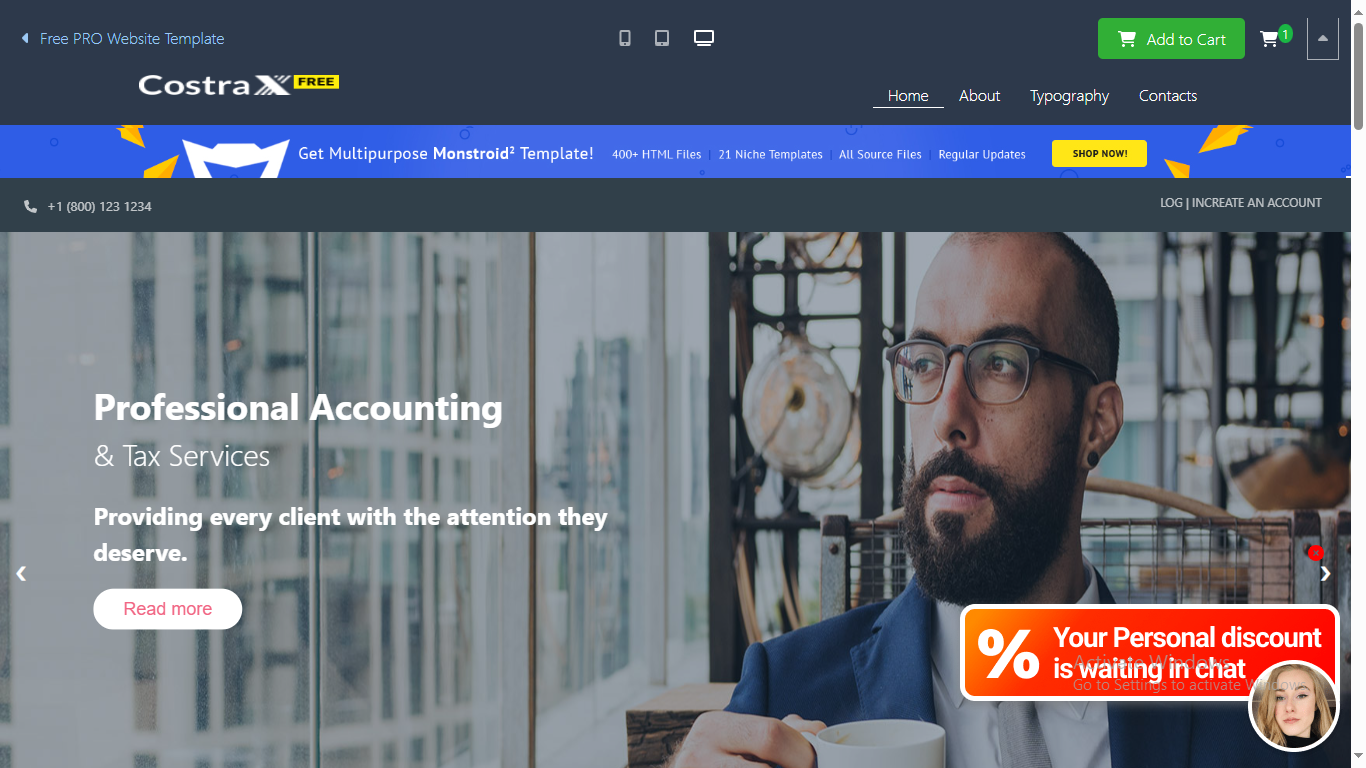 Free PRO Website Template
Add to Cart
1
CostraX FREE
Home About Typography Contacts
Get Multipurpose Monstroid² Template! 400+ HTML Files | 21 Niche Templates | All Source Files | Regular Updates SHOP NOW!
+1 (800) 123 1234
LOG | INCREATE AN ACCOUNT
Professional Accounting
& Tax Services
Providing every client with the attention they
deserve.
Read more
% Your Personal discount
is waiting in chat
Activate Windows
Go to Settings to activate Windows